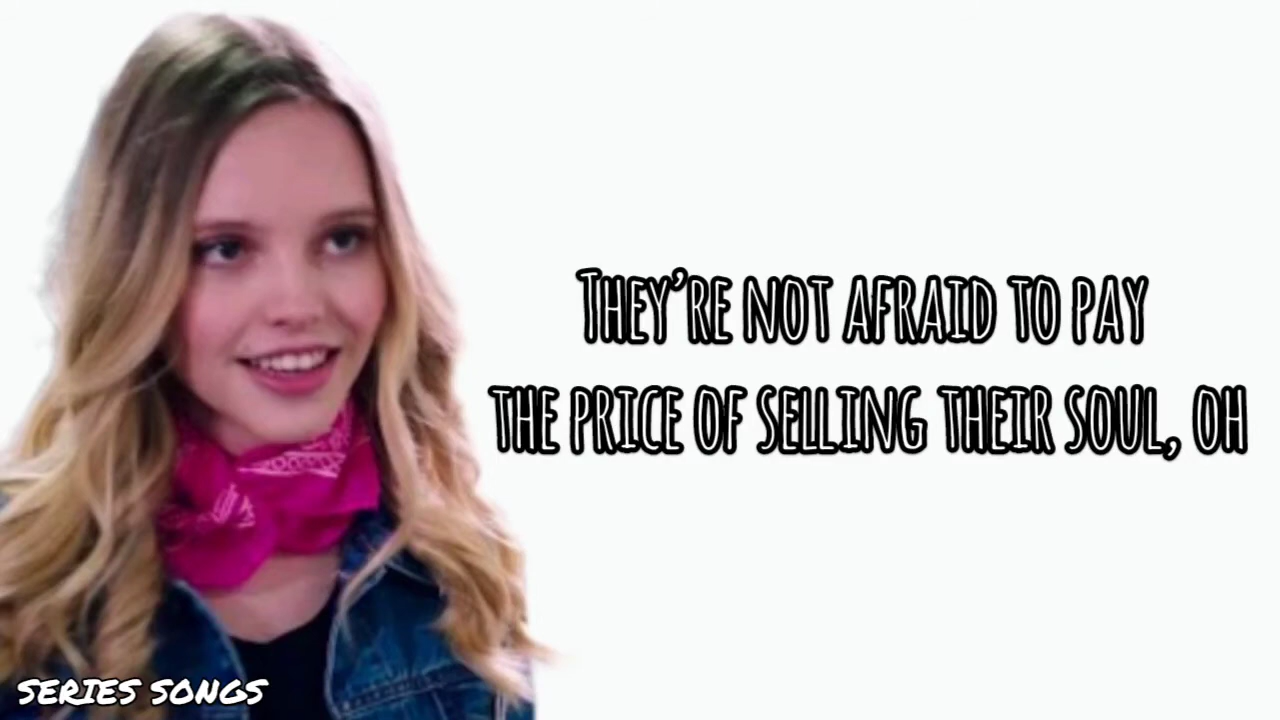 THEY'RE NOT AFRAID TO PAY
THE PRICE OF SELLING THEIR SOUL, OH
SERIES SONGS